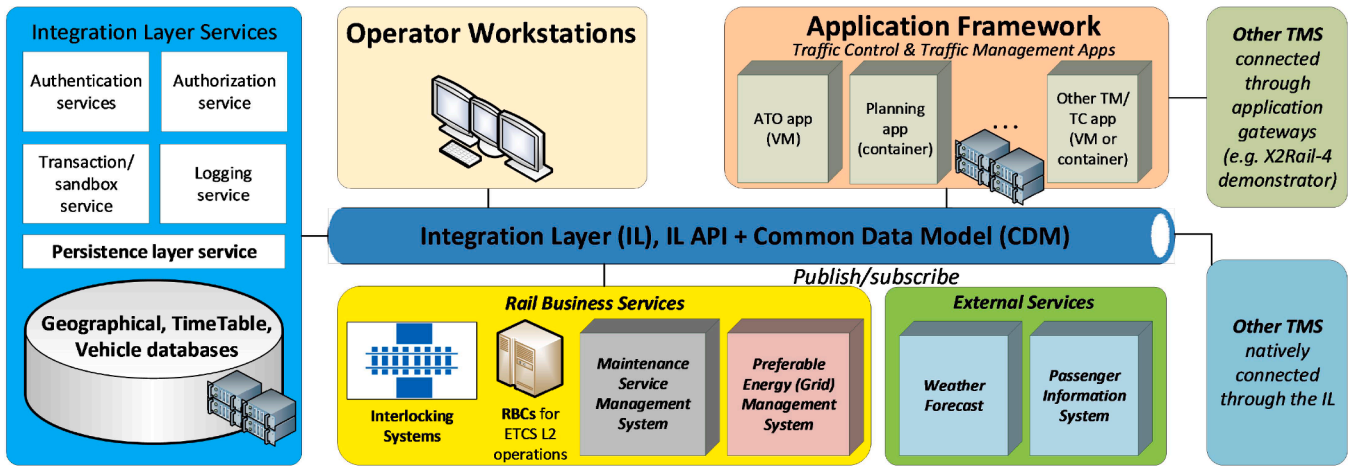 Integration Layer Services
Authentication
services
Authorization
service
Transaction/
sandbox
service
Logging
service
Persistence layer service
Geographical, TimeTable,
Vehicle databases
Operator Workstations
Application Framework
Traffic Control & Traffic Management Apps
ATO app
(VM)
Planning
app
(container)
...
Other TM/
TC app
(VM or
container)
Other TMS
connected
through
application
gateways
(e.g. X2Rail-4
demonstrator)
Integration Layer (IL), IL API + Common Data Model (CDM)
Publish/subscribe
Rail Business Services
Interlocking
Systems
RBCs for
ETCS L2
operations
Maintenance
Service
Management
System
Preferable
Energy (Grid)
Management
System
External Services
Weather
Forecast
Passenger
Information
System
Other TMS
natively
connected
through the IL